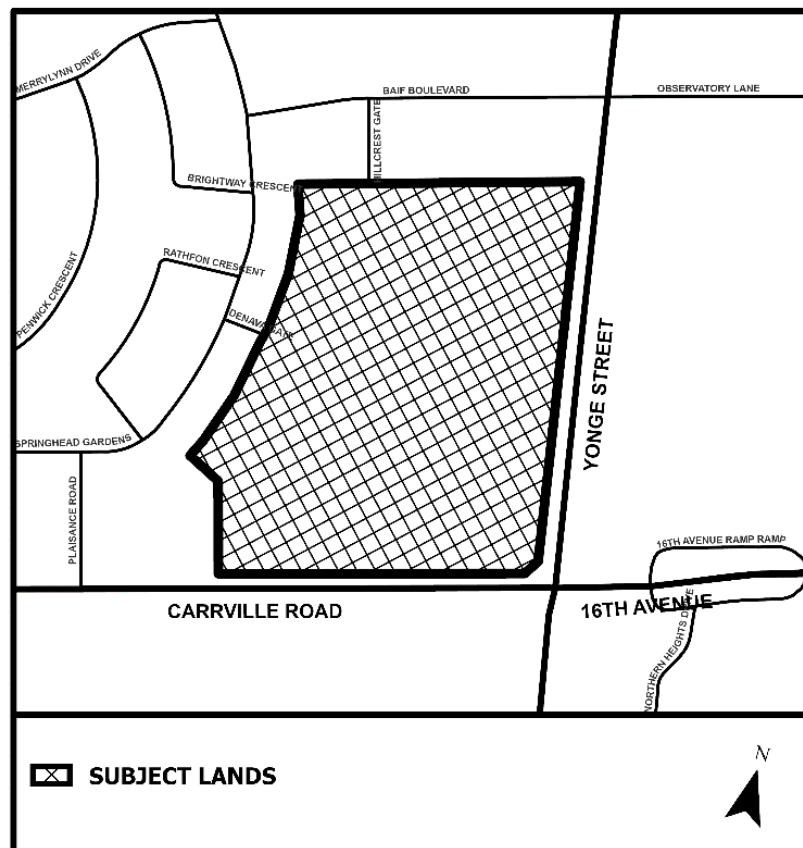 MERRYLYNN DRIVE
BAIF BOULEVARD
OBSERVATORY LANE
HILLCREST GATE
BRIGHTWAY CRESCENT
RATHFON CRESCENT
PENWICK CRESCENT
YONGE STREET
SPRINGHEAD GARDENS
PLAISANCE ROAD
16TH AVENUE RAMP RAMP
CARRVILLE ROAD
16TH AVENUE
NORTHERN HEIGHTS DRIVE
SUBJECT LANDS
N